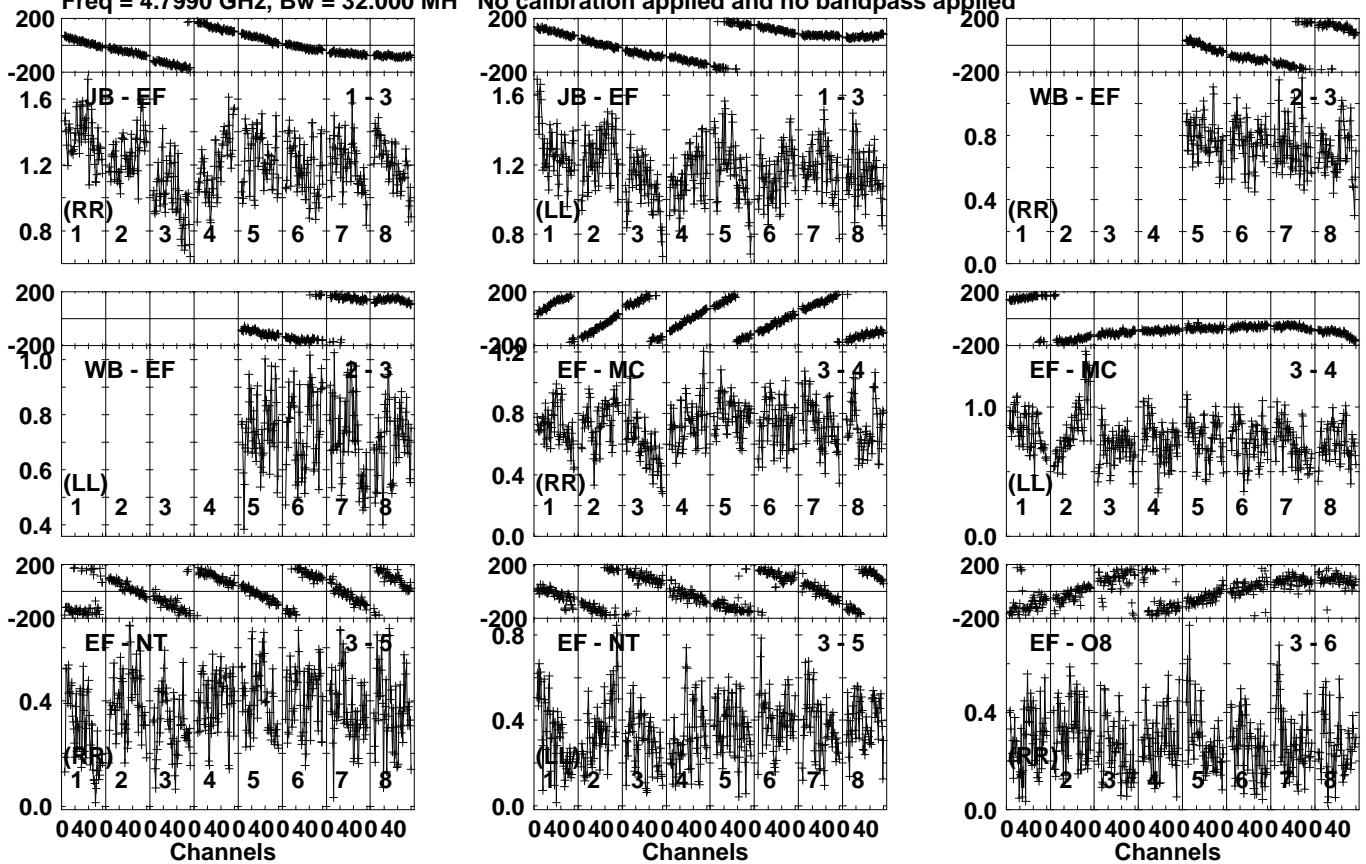 Freq = 4.7990 GHz, Bw = 32.000 MH No calibration applied and no bandpass applied
200
-200
1.6
1.2
0.8
JB - EF 1 - 3
(RR)
1 2 3 4 5 6 7 8
200
-200
1.6
1.2
0.8
JB - EF 1 - 3
(LL)
1 2 3 4 5 6 7 8
200
-200
0.8
0.4
0.0
WB - EF 2 - 3
(RR)
1 2 3 4 5 6 7 8
200
-200
1.0
0.8
0.6
0.4
WB - EF 2 - 3
(LL)
1 2 3 4 5 6 7 8
200
-200
1.2
0.8
0.4
0.0
EF - MC 3 - 4
(RR)
1 2 3 4 5 6 7 8
200
-200
1.0
0.0
EF - MC 3 - 4
(LL)
1 2 3 4 5 6 7 8
200
-200
0.4
0.0
EF - NT 3 - 5
(RR)
1 2 3 4 5 6 7 8
0 40 0 40 0 40 0 40 0 40 0 40 0 40 0 40
Channels
200
-200
0.8
0.4
0.0
EF - NT 3 - 5
(LL)
1 2 3 4 5 6 7 8
0 40 0 40 0 40 0 40 0 40 0 40 0 40 0 40
Channels
200
-200
0.8
0.4
0.0
EF - O8 3 - 6
(RR)
1 2 3 4 5 6 7 8
0 40 0 40 0 40 0 40 0 40 0 40 0 40 0 40
Channels